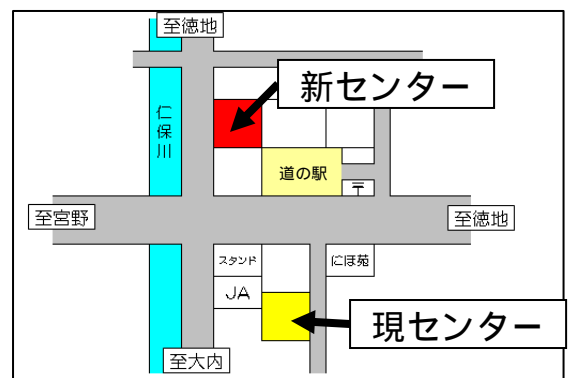 至徳地
新センター
仁保川
道の駅
〒
至宮野
至徳地
スタンド
にほ苑
JA
現センター
至大内